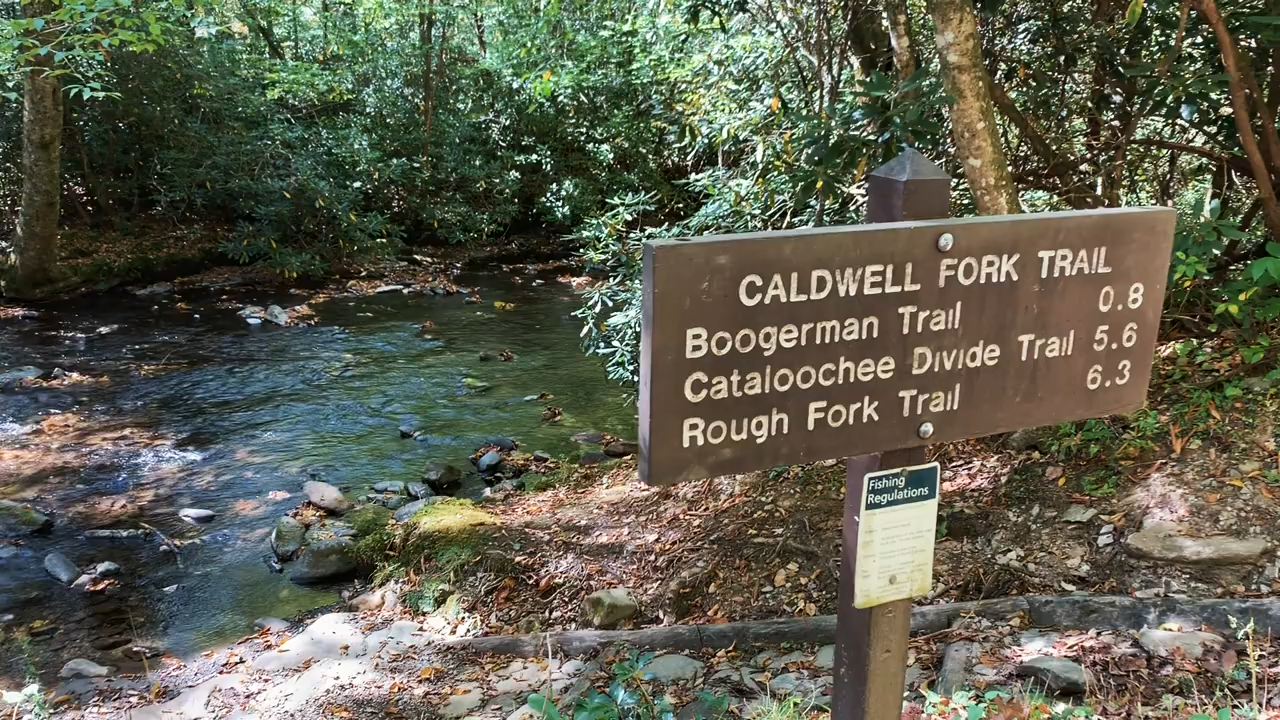 CALDWELL FORK TRAIL
Boogerman Trail 0.8
Cataloochee Divide Trail 5.6
Rough Fork Trail 6.3
Fishing
Regulations